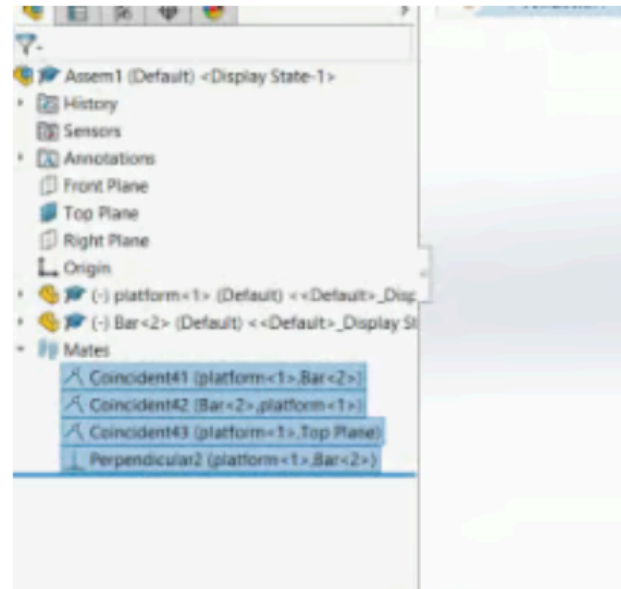 Assem1 (Default) <Display State-1>
History
Sensors
Annotations
Front Plane
Top Plane
Right Plane
Origin
(-) platform<1> (Default) <<Default>_Disp
(-) Bar<2> (Default) <<Default>_Display St
Mates
Coincident41 (platform<1>,Bar<2>)
Coincident42 (Bar<2>,platform<1>)
Coincident43 (platform<1>,Top Plane)
Perpendicular2 (platform<1>,Bar<2>)